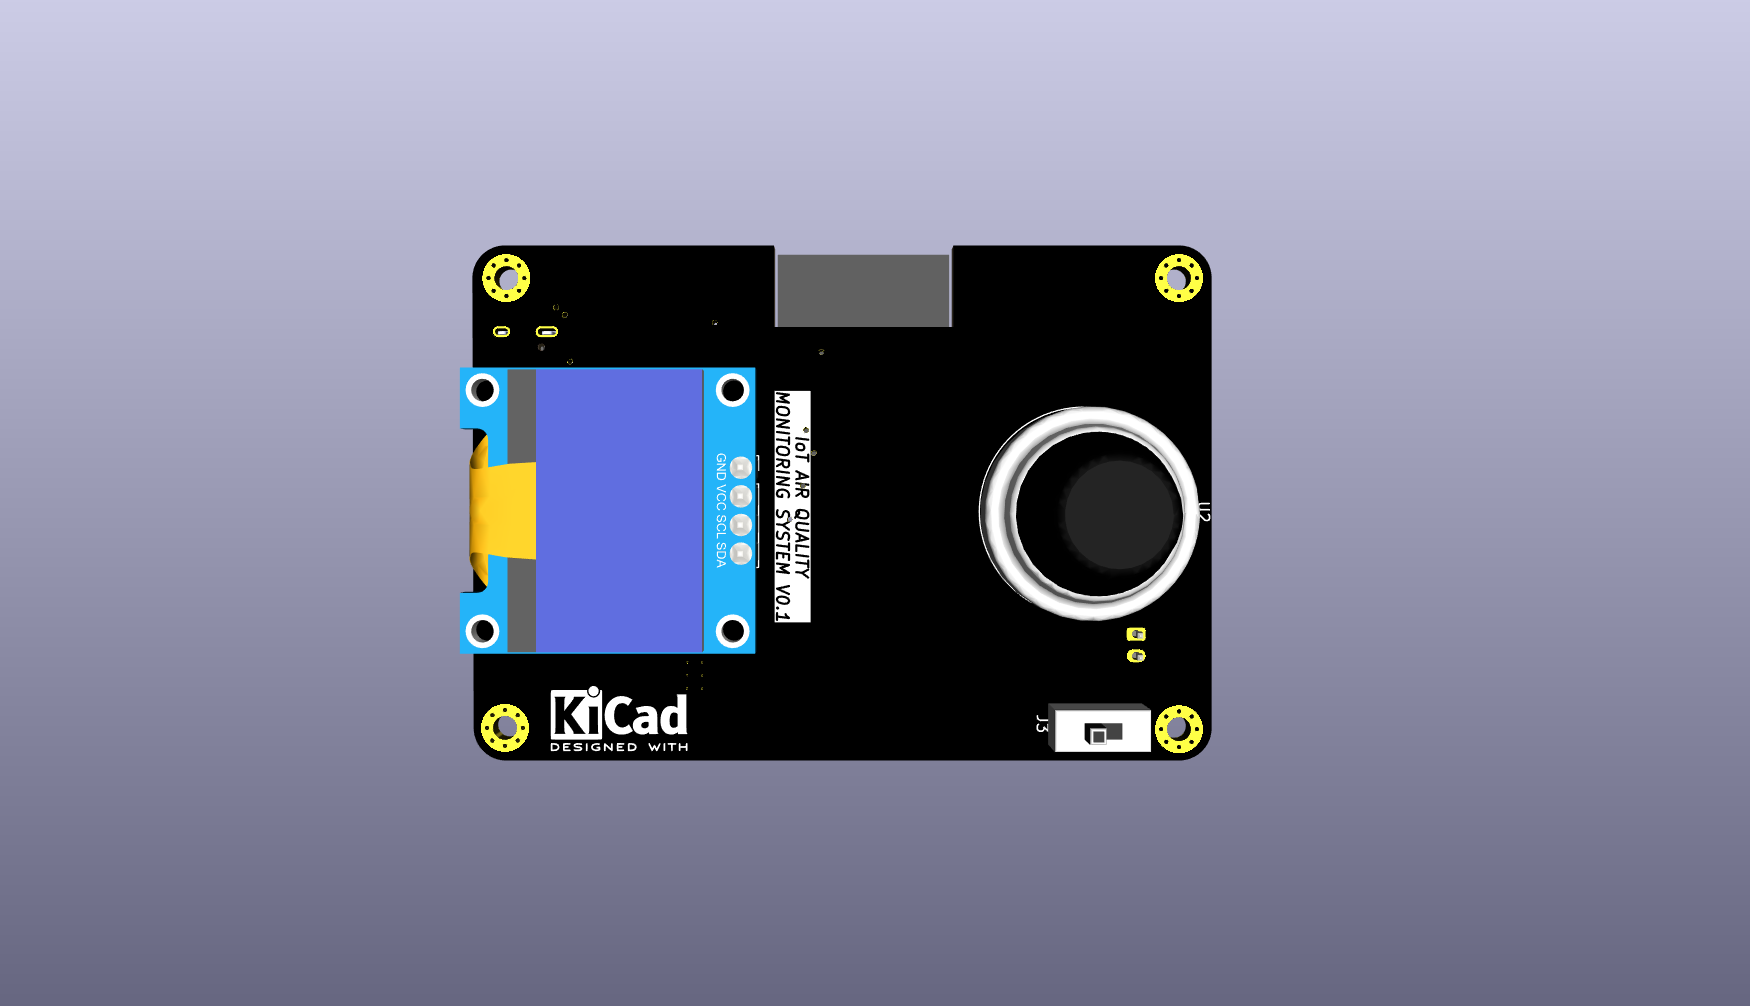 GND VCC SCL SDA
IoT AIR QUALITY
MONITORING SYSTEM V0.1
U2
J3
KiCad
DESIGNED WITH